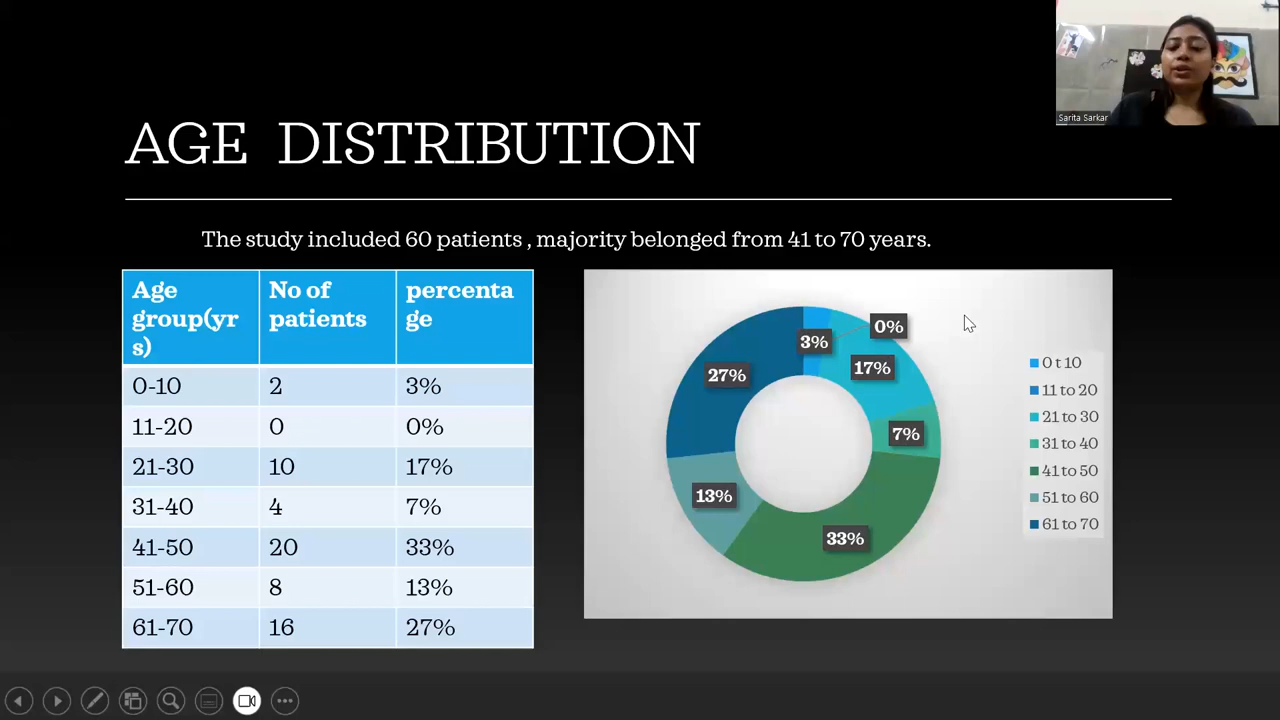 Sarita Sarkar
AGE DISTRIBUTION
The study included 60 patients , majority belonged from 41 to 70 years.
Age group(yr s) No of patients percenta ge
0-10 2 3%
11-20 0 0%
21-30 10 17%
31-40 4 7%
41-50 20 33%
51-60 8 13%
61-70 16 27%
3%
0%
17%
7%
33%
13%
27%
0 t 10
11 to 20
21 to 30
31 to 40
41 to 50
51 to 60
61 to 70